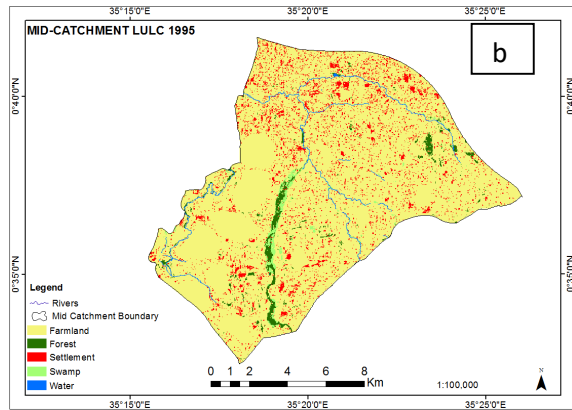 35°15'0"E 35°20'0"E 35°25'0"E
MID-CATCHMENT LULC 1995
b
0°40'0"N 0°40'0"N
0°35'0"N 0°35'0"N
Legend
Rivers
Mid Catchment Boundary
Farmland
Forest
Settlement
Swamp
Water
0 1 2 4 6 8
Km
1:100,000
N
35°15'0"E 35°20'0"E 35°25'0"E